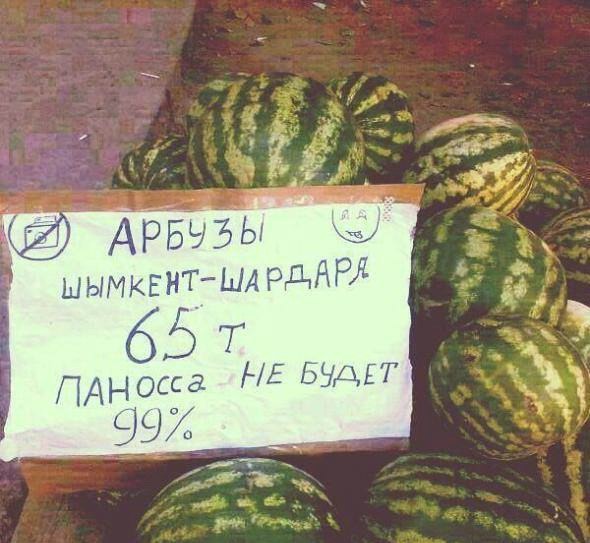 АРБУЗЫ
ШЫМКЕНТ-ШАРДАРА
65 т
ПАНОССа НЕ БУДЕТ
99%